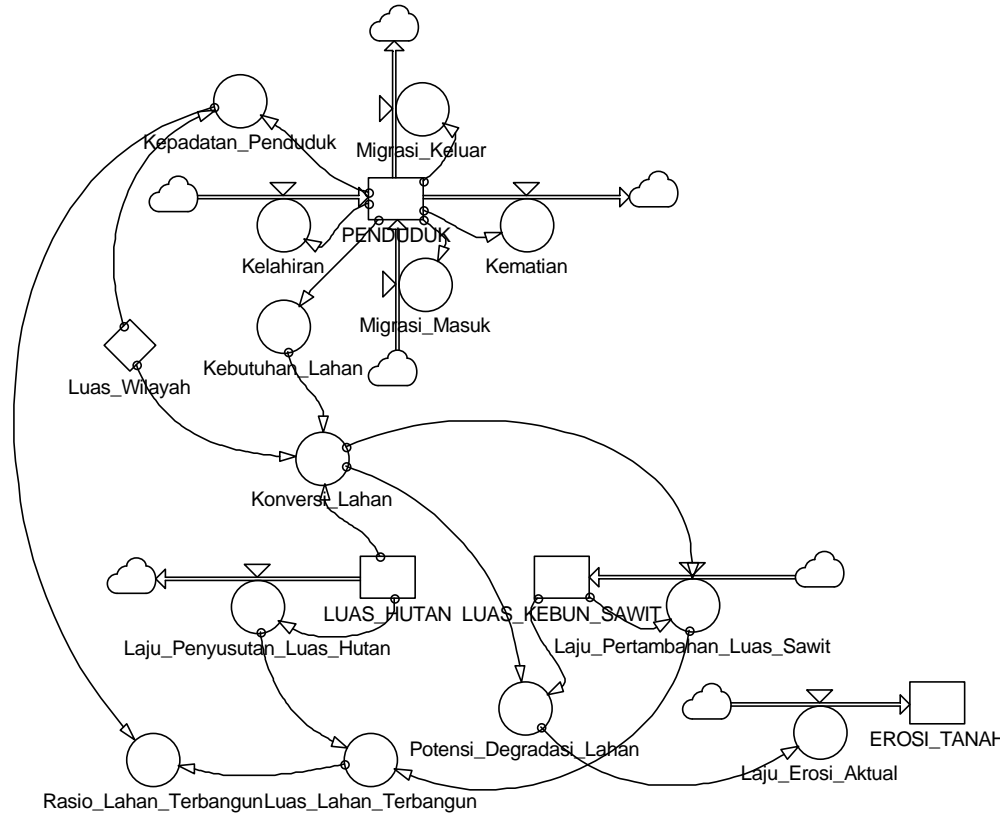 Kepadatan_Penduduk
Migrasi_Keluar
PENDUDUK
Kelahiran
Kematian
Migrasi_Masuk
Kebutuhan_Lahan
Luas_Wilayah
Konversi_Lahan
LUAS_HUTAN
LUAS_KEBUN_SAWIT
Laju_Penyusutan_Luas_Hutan
Laju_Pertambahan_Luas_Sawit
Potensi_Degradasi_Lahan
EROSI_TANAH
Laju_Erosi_Aktual
Rasio_Lahan_Terbangun
Luas_Lahan_Terbangun